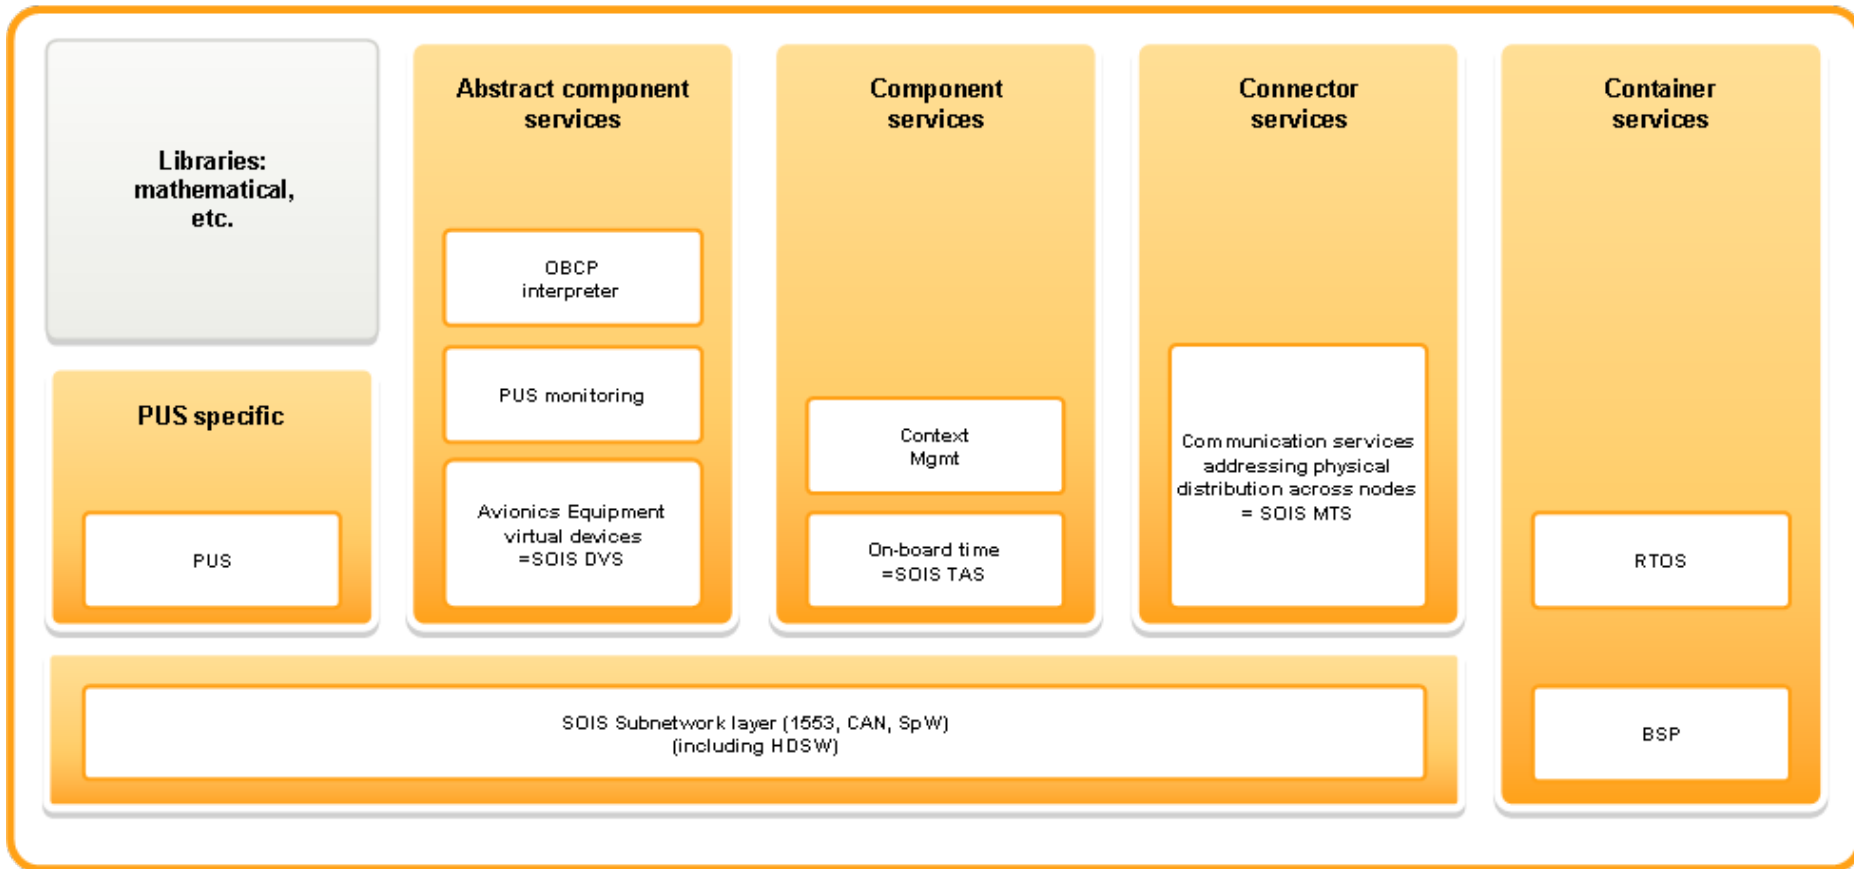 Libraries:
mathematical,
etc.
PUS specific
PUS
Abstract component
services
OBCP
interpreter
PUS monitoring
Avionics Equipment
virtual devices
=SOIS DVS
Component
services
Context
Mgmt
On-board time
=SOIS TAS
Connector
services
Communication services
addressing physical
distribution across nodes
= SOIS MTS
Container
services
RTOS
BSP
SOIS Subnetwork layer (1553, CAN, SpW)
(including HDSW)